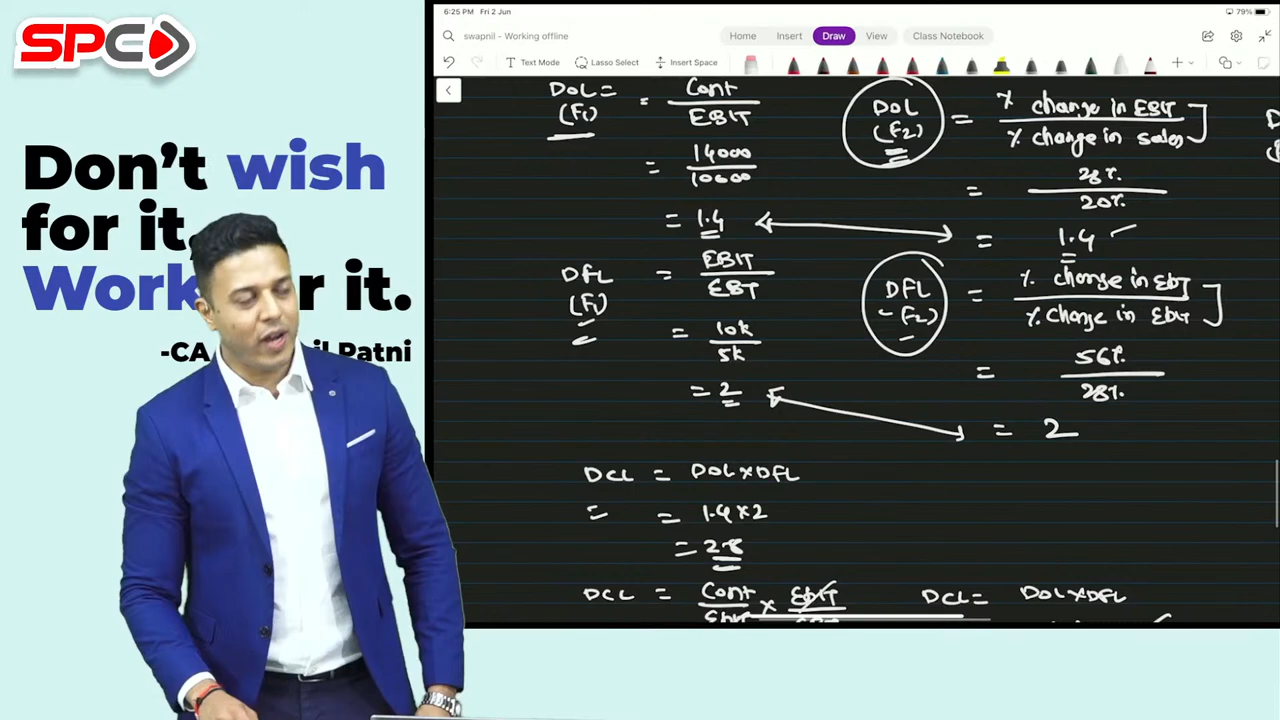 SPC
Don't wish
for it,
Work r it.
-CA il Patni
6:25 PM Fri 2 Jun
79%
swapnil - Working offline
Home Insert Draw View Class Notebook
Text Mode Lasso Select Insert Space
DOL = (F1) = Cont / EBIT
= 14000 / 10000
= 1.4
DFL (F1) = EBIT / EBT
= 10k / 5k
= 2
DOL (F2) = % change in EBIT / % change in sales
= 28% / 20%
= 1.4
DFL - (F2) = % change in Ebt / % change in Ebit
= 56% / 28%
= 2
DCL = DOL x DFL
= = 1.4 x 2
= 2.8
DCL = Cont / Ebit x Ebit / EBT
DCL = DOL x DFL